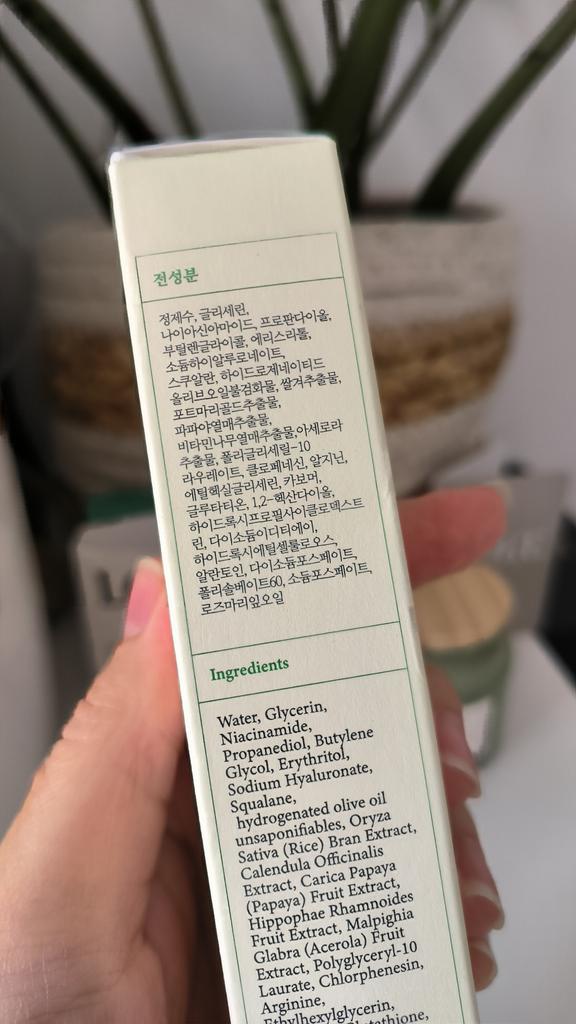 전성분
정제수, 글리세린,
나이아신아마이드, 프로판다이올,
부틸렌글라이콜, 에리스리톨,
소듐하이알루로네이트,
스쿠알란, 하이드로제네이티드
올리브오일불검화물, 쌀겨추출물,
포트마리골드추출물,
파파야열매추출물,
비타민나무열매추출물,아세로라
추출물, 폴리글리세릴-10
라우레이트, 클로페네신, 알지닌,
에틸헥실글리세린, 카보머,
글루타티온, 1,2-헥산다이올,
하이드록시프로필사이클로덱스트
린, 다이소듐이디티에이,
하이드록시에틸셀룰로오스,
알란토인, 다이소듐포스페이트,
폴리솔베이트60, 소듐포스페이트,
로즈마리잎오일
Ingredients
Water, Glycerin,
Niacinamide,
Propanediol, Butylene
Glycol, Erythritol,
Sodium Hyaluronate,
Squalane,
hydrogenated olive oil
unsaponifiables, Oryza
Sativa (Rice) Bran Extract,
Calendula Officinalis
Extract, Carica Papaya
(Papaya) Fruit Extract,
Hippophae Rhamnoides
Fruit Extract, Malpighia
Glabra (Acerola) Fruit
Extract, Polyglyceryl-10
Laurate, Chlorphenesin,
Arginine,
Ethylhexylglycerin,